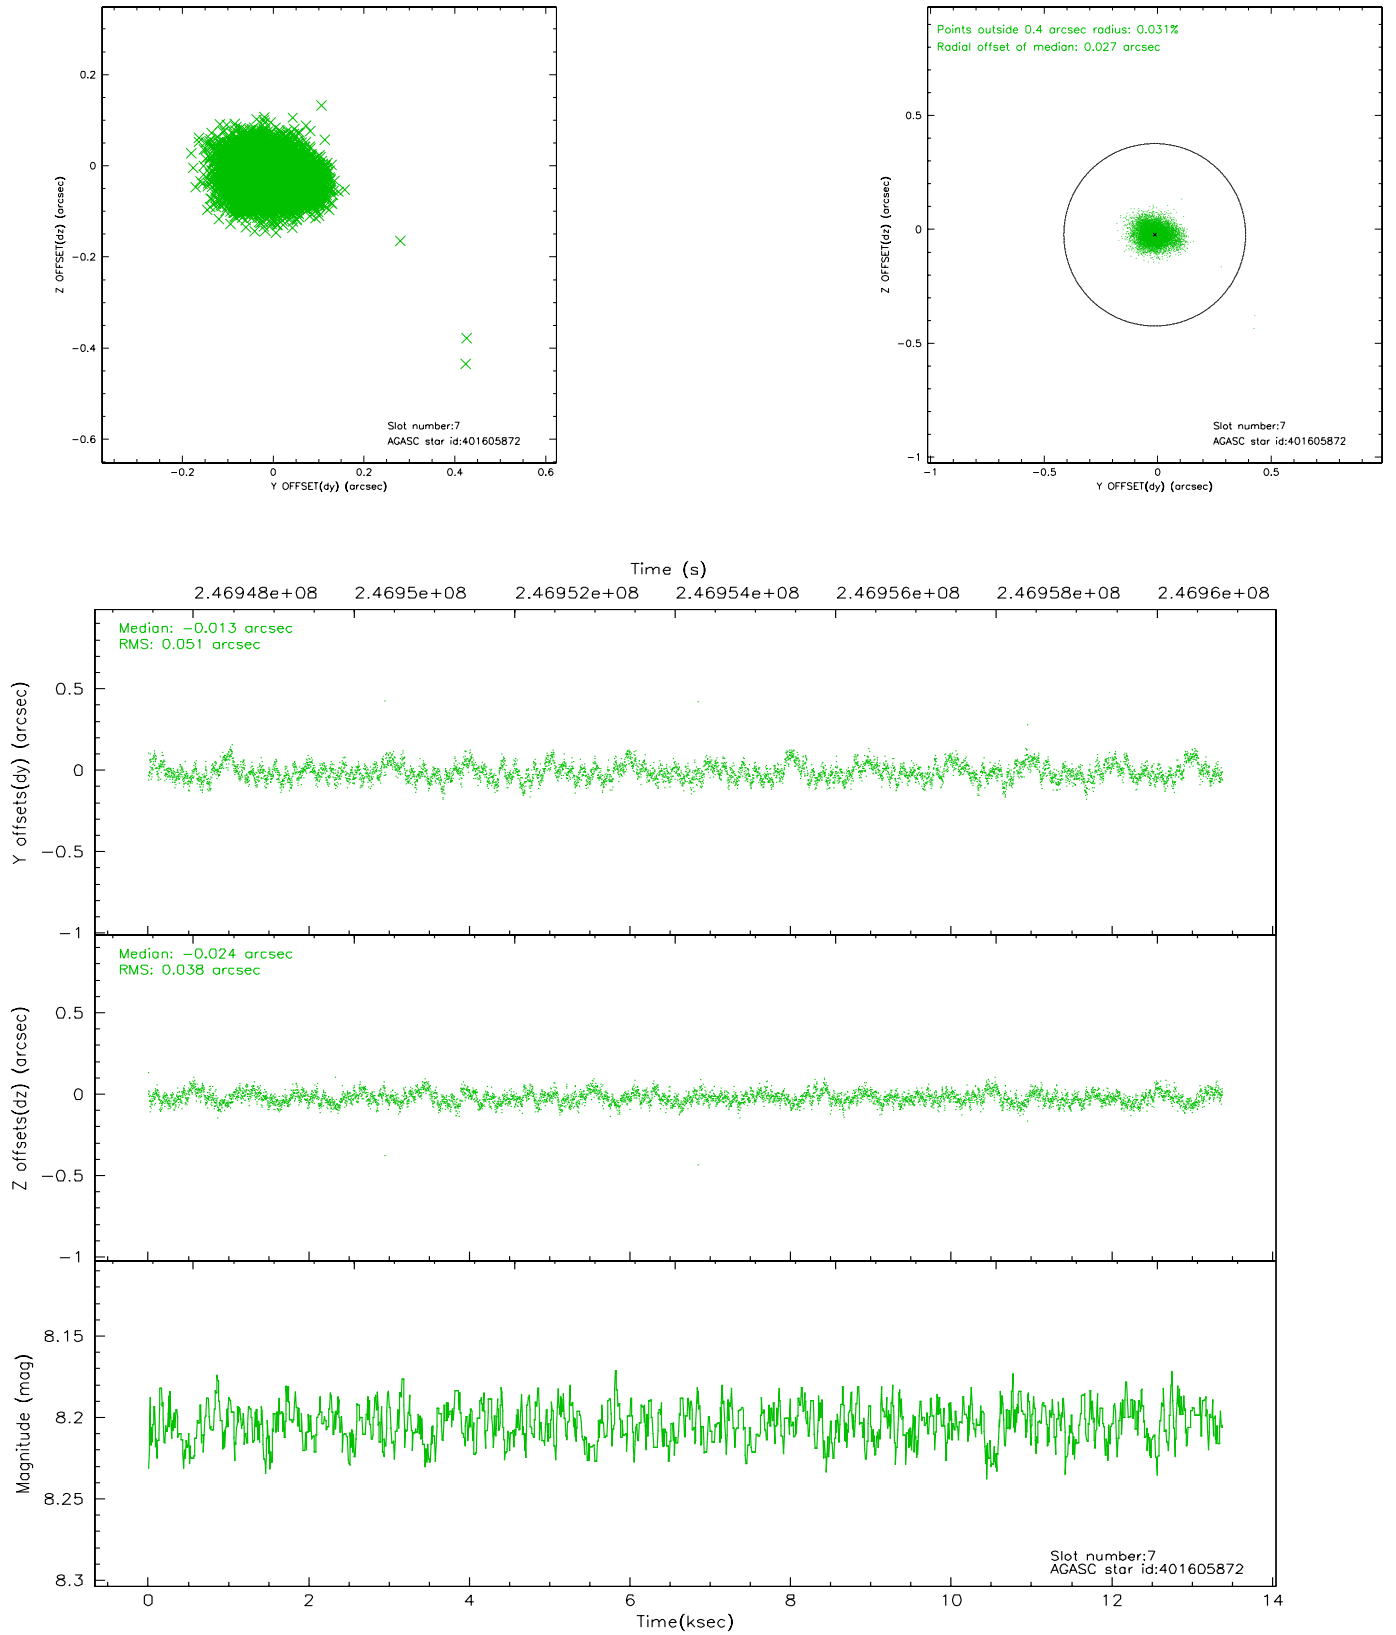 0.2
0
−0.2
−0.4
−0.6
Z OFFSET(dz) (arcsec)
Slot number:7
AGASC star id:401605872
−0.2 0 0.2 0.4 0.6
Y OFFSET(dy) (arcsec)
Points outside 0.4 arcsec radius: 0.031%
Radial offset of median: 0.027 arcsec
0.5
0
−0.5
−1
Z OFFSET(dz) (arcsec)
Slot number:7
AGASC star id:401605872
−1 −0.5 0 0.5
Y OFFSET(dy) (arcsec)
Time (s)
2.46948e+08 2.4695e+08 2.46952e+08 2.46954e+08 2.46956e+08 2.46958e+08 2.4696e+08
Median: −0.013 arcsec
RMS: 0.051 arcsec
0.5
0
−0.5
−1
Y offsets(dy) (arcsec)
Median: −0.024 arcsec
RMS: 0.038 arcsec
0.5
0
−0.5
−1
Z offsets(dz) (arcsec)
8.15
8.2
8.25
8.3
Magnitude (mag)
Slot number:7
AGASC star id:401605872
0 2 4 6 8 10 12 14
Time(ksec)